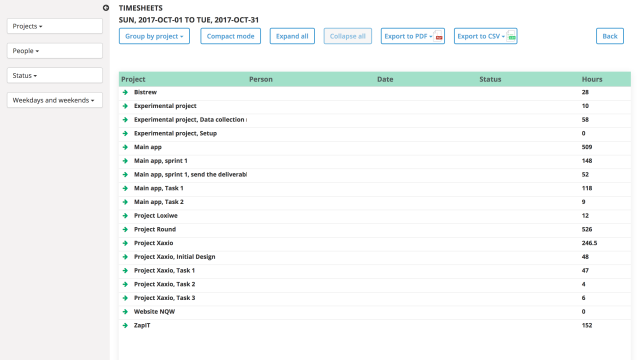 TIMESHEETS
SUN, 2017-OCT-01 TO TUE, 2017-OCT-31
Projects
People
Status
Weekdays and weekends
Group by project
Compact mode
Expand all
Collapse all
Export to PDF
Export to CSV
Back
Project Person Date Status Hours
Bistrew 28
Experimental project 10
Experimental project, Data collection 58
Experimental project, Setup 0
Main app 509
Main app, sprint 1 148
Main app, sprint 1, send the deliverabl 52
Main app, Task 1 118
Main app, Task 2 9
Project Loxiwe 12
Project Round 526
Project Xaxio 246.5
Project Xaxio, Initial Design 48
Project Xaxio, Task 1 47
Project Xaxio, Task 2 4
Project Xaxio, Task 3 6
Website NQW 0
ZapIT 152